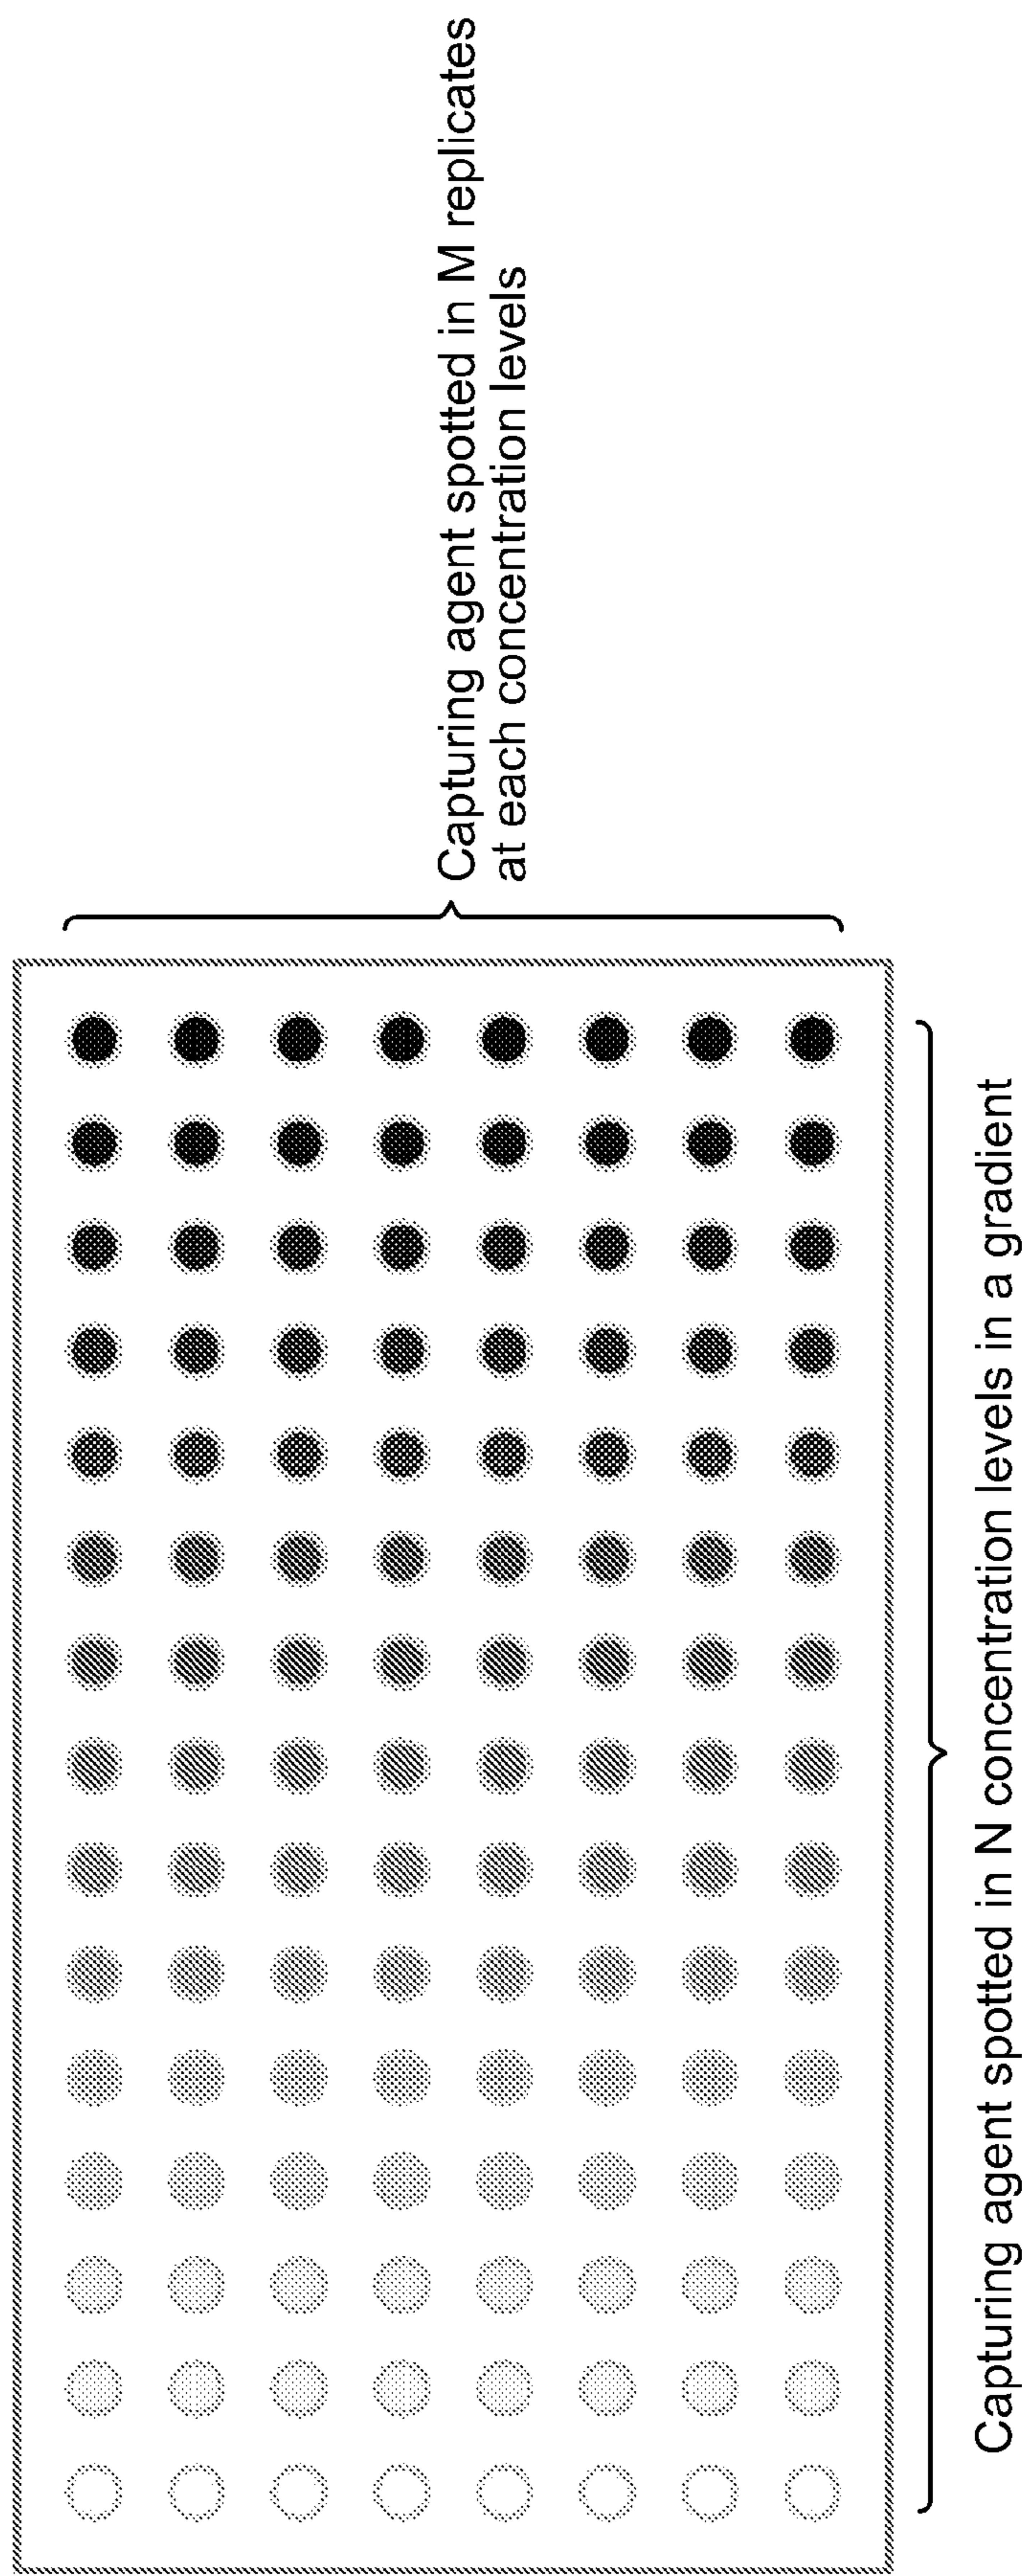 Capturing agent spotted in M replicates
at each concentration levels
Capturing agent spotted in N concentration levels in a gradient